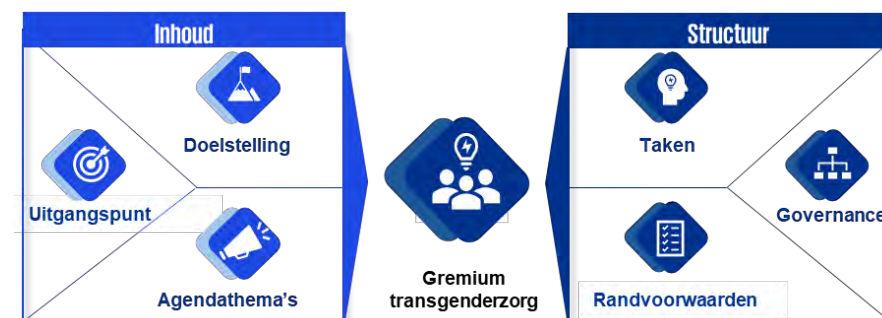 Inhoud
Doelstelling
Uitgangspunt
Agendathema's
Gremium
transgenderzorg
Structuur
Taken
Governance
Randvoorwaarden